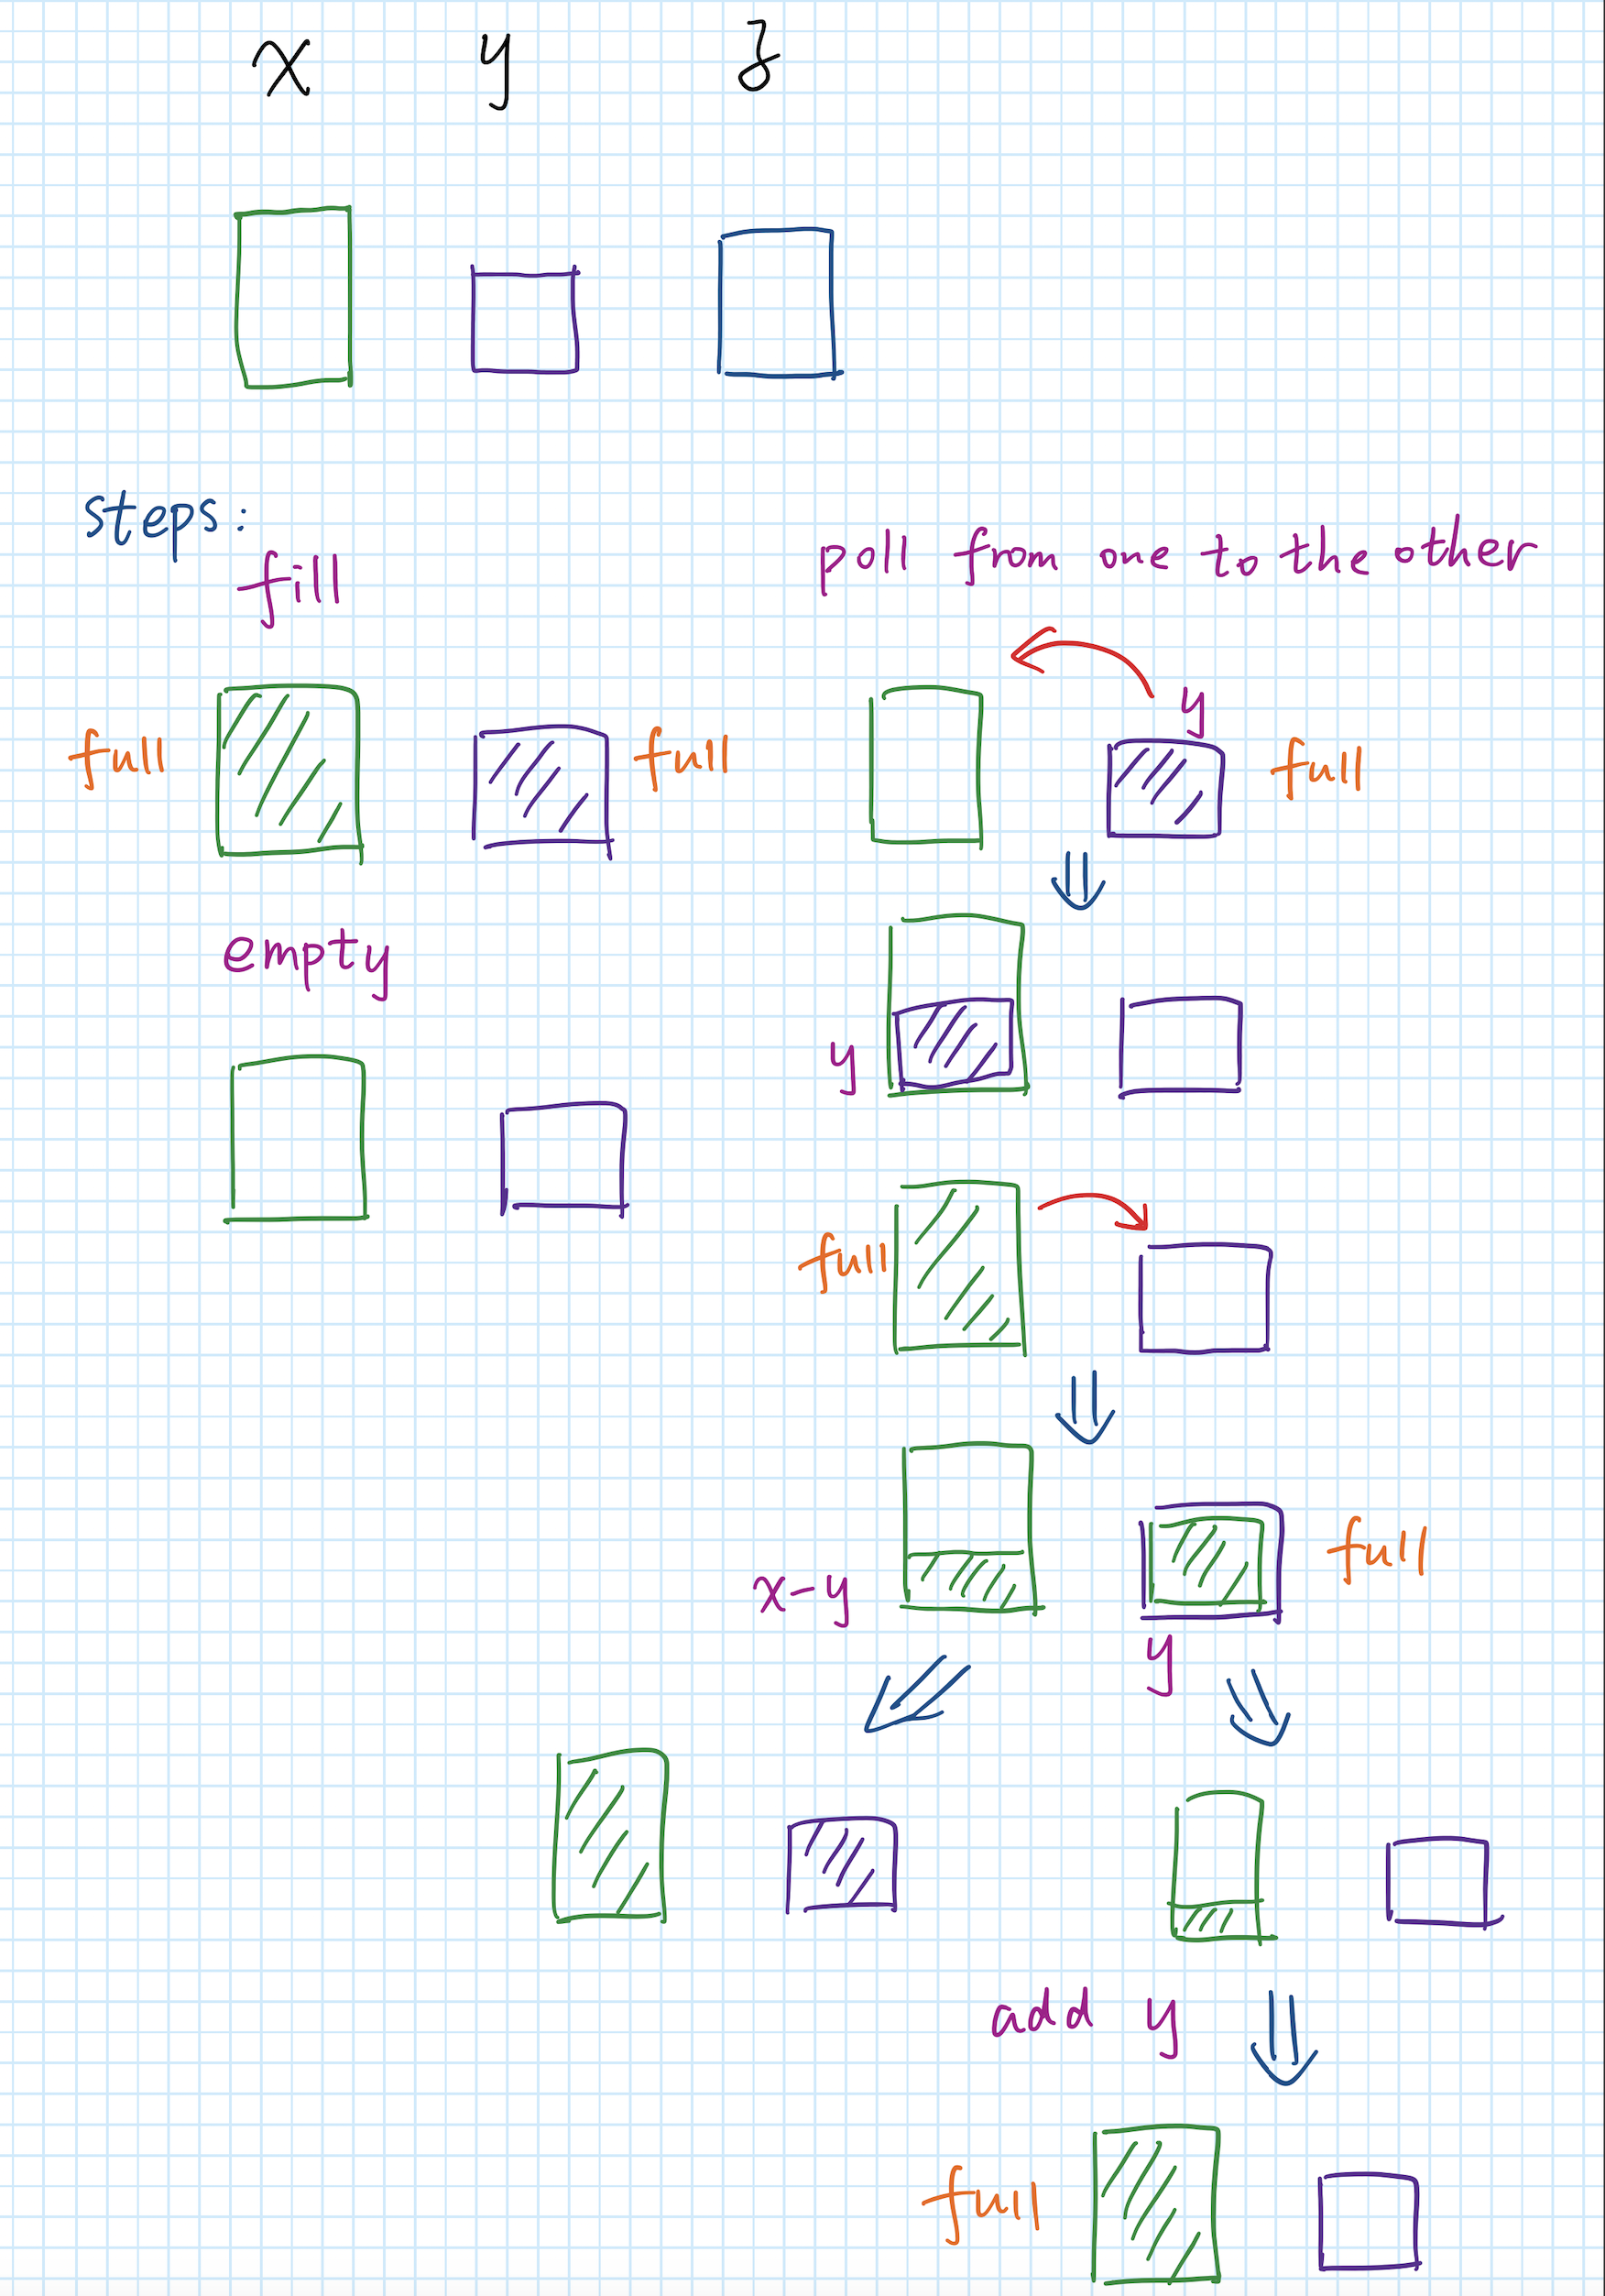 x y z
steps:
fill
poll from one to the other
full full
y
full
empty
y
full
x-y
full
y
add y
full